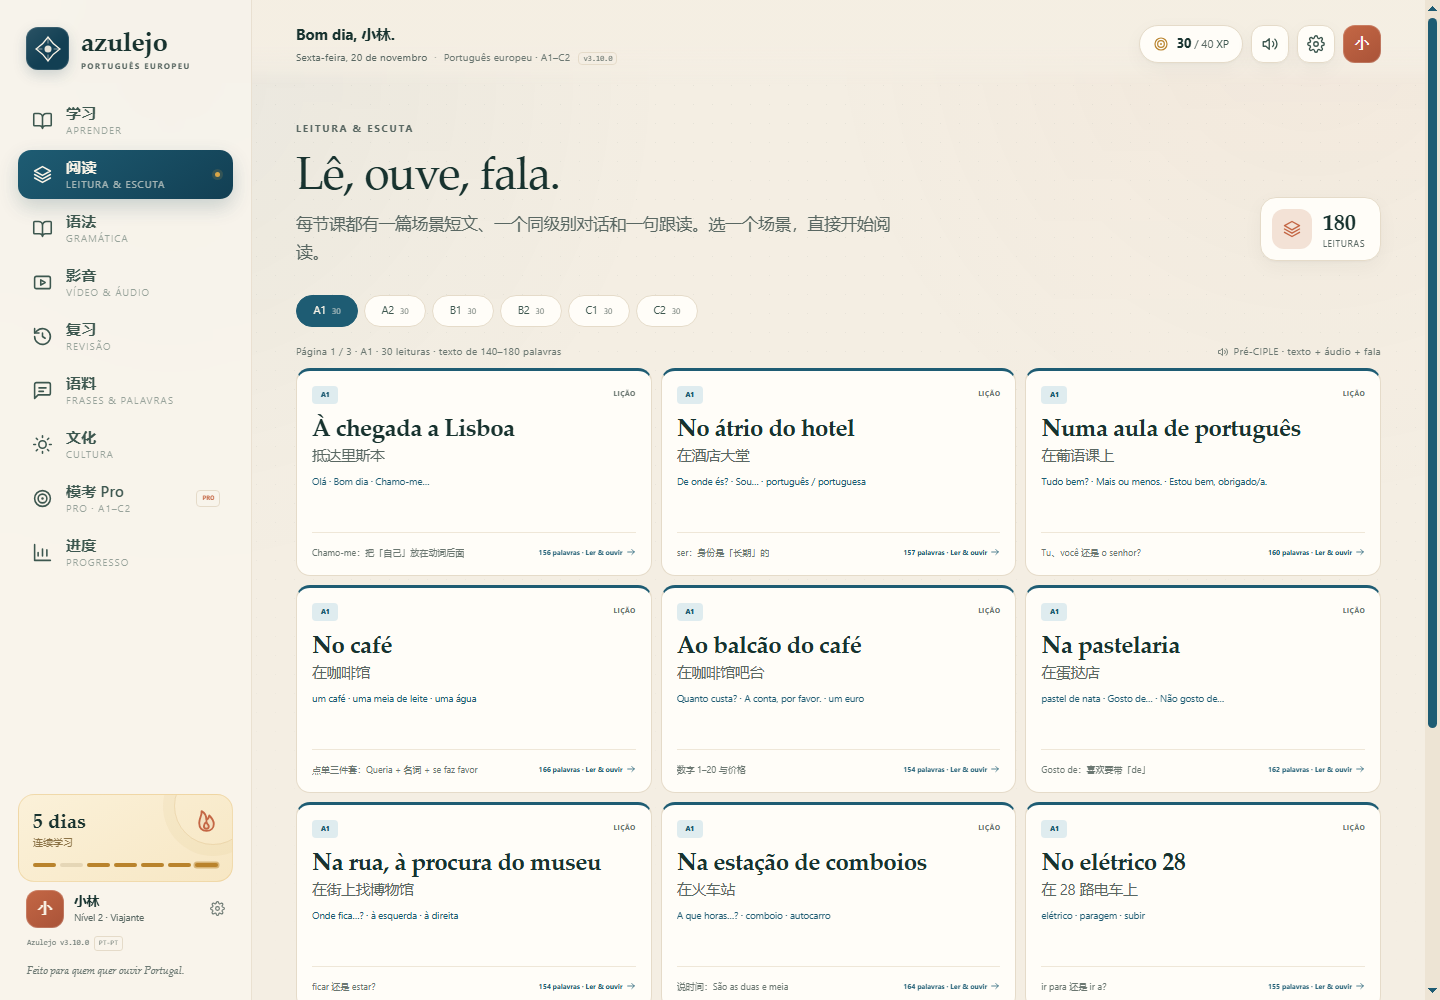 azulejo
PORTUGUÊS EUROPEU
学习
APRENDER
阅读
LEITURA & ESCUTA
语法
GRAMÁTICA
影音
VÍDEO & ÁUDIO
复习
REVISÃO
语料
FRASES & PALAVRAS
文化
CULTURA
模考 Pro
PRO · A1–C2
PRO
进度
PROGRESSO
5 dias
连续学习
小
小林
Nível 2 · Viajante
Azulejo v3.10.0 PT-PT
Feito para quem quer ouvir Portugal.
Bom dia, 小林.
Sexta-feira, 20 de novembro · Português europeu · A1–C2 v3.10.0
30 / 40 XP
小
LEITURA & ESCUTA
Lê, ouve, fala.
每节课都有一篇场景短文、一个同级别对话和一句跟读。选一个场景，直接开始阅
读。
180
LEITURAS
A1 30
A2 30
B1 30
B2 30
C1 30
C2 30
Página 1 / 3 · A1 · 30 leituras · texto de 140–180 palavras
Pré-CIPLE · texto + áudio + fala
A1 LIÇÃO
À chegada a Lisboa
抵达里斯本
Olá · Bom dia · Chamo-me...
Chamo-me：把「自己」放在动词后面
156 palavras · Ler & ouvir →
A1 LIÇÃO
No átrio do hotel
在酒店大堂
De onde és? · Sou... · português / portuguesa
ser：身份是「长期」的
157 palavras · Ler & ouvir →
A1 LIÇÃO
Numa aula de português
在葡语课上
Tudo bem? · Mais ou menos. · Estou bem, obrigado/a.
Tu、você 还是 o senhor?
160 palavras · Ler & ouvir →
A1 LIÇÃO
No café
在咖啡馆
um café · uma meia de leite · uma água
点单三件套：Queria + 名词 + se faz favor
166 palavras · Ler & ouvir →
A1 LIÇÃO
Ao balcão do café
在咖啡馆吧台
Quanto custa? · A conta, por favor. · um euro
数字 1–20 与价格
154 palavras · Ler & ouvir →
A1 LIÇÃO
Na pastelaria
在蛋挞店
pastel de nata · Gosto de... · Não gosto de...
Gosto de：喜欢要带「de」
162 palavras · Ler & ouvir →
A1 LIÇÃO
Na rua, à procura do museu
在街上找博物馆
Onde fica...? · à esquerda · à direita
ficar 还是 estar?
154 palavras · Ler & ouvir →
A1 LIÇÃO
Na estação de comboios
在火车站
A que horas...? · comboio · autocarro
说时间：São as duas e meia
164 palavras · Ler & ouvir →
A1 LIÇÃO
No elétrico 28
在 28 路电车上
elétrico · paragem · subir
ir para 还是 ir a?
155 palavras · Ler & ouvir →